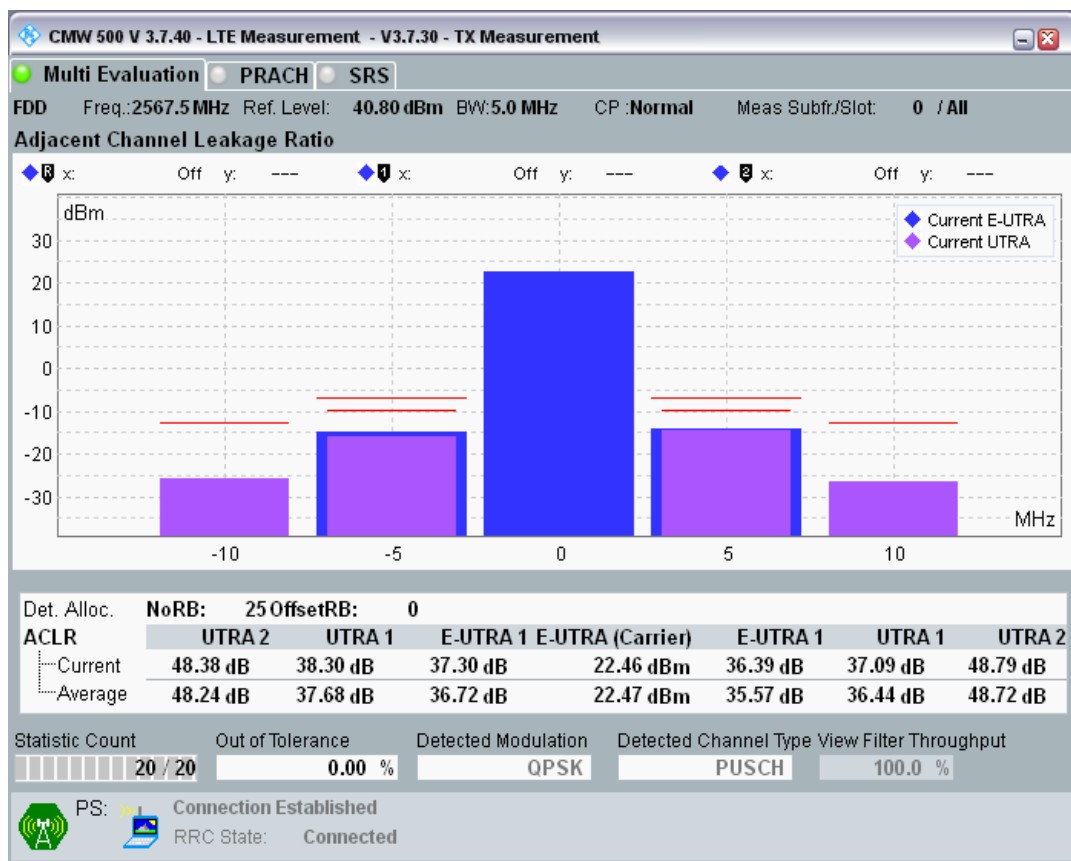 CMW 500 V 3.7.40 - LTE Measurement - V3.7.30 - TX Measurement
Multi Evaluation PRACH SRS
FDD Freq.:2567.5 MHz Ref. Level: 40.80 dBm BW:5.0 MHz CP :Normal Meas Subfr./Slot: 0 / All
Adjacent Channel Leakage Ratio
R x: Off y: --- 1 x: Off y: --- 2 x: Off y: ---
dBm
Current E-UTRA
Current UTRA
30
20
10
0
-10
-20
-30
MHz
-10 -5 0 5 10
Det. Alloc. NoRB: 25 OffsetRB: 0
ACLR UTRA 2 UTRA 1 E-UTRA 1 E-UTRA (Carrier) E-UTRA 1 UTRA 1 UTRA 2
Current 48.38 dB 38.30 dB 37.30 dB 22.46 dBm 36.39 dB 37.09 dB 48.79 dB
Average 48.24 dB 37.68 dB 36.72 dB 22.47 dBm 35.57 dB 36.44 dB 48.72 dB
Statistic Count Out of Tolerance Detected Modulation Detected Channel Type View Filter Throughput
20 / 20 0.00 % QPSK PUSCH 100.0 %
PS: Connection Established
RRC State: Connected